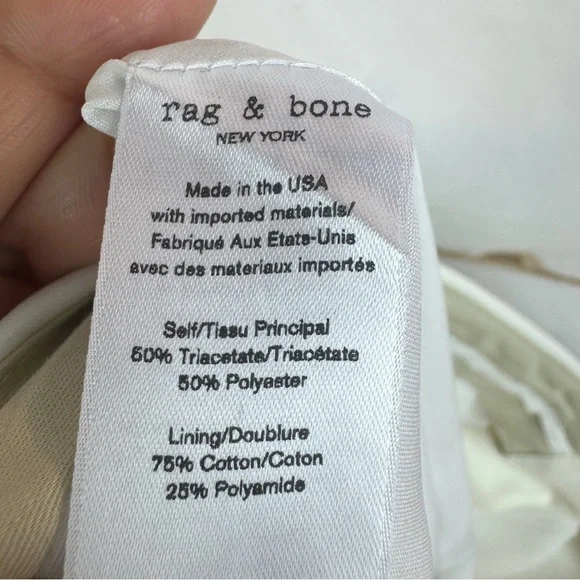 rag & bone
NEW YORK
Made in the USA
with imported materials/
Fabriqué Aux Etats-Unis
avec des materiaux importés
Self/Tissu Principal
50% Triacetate/Triacétate
50% Polyester
Lining/Doublure
75% Cotton/Coton
25% Polyamide